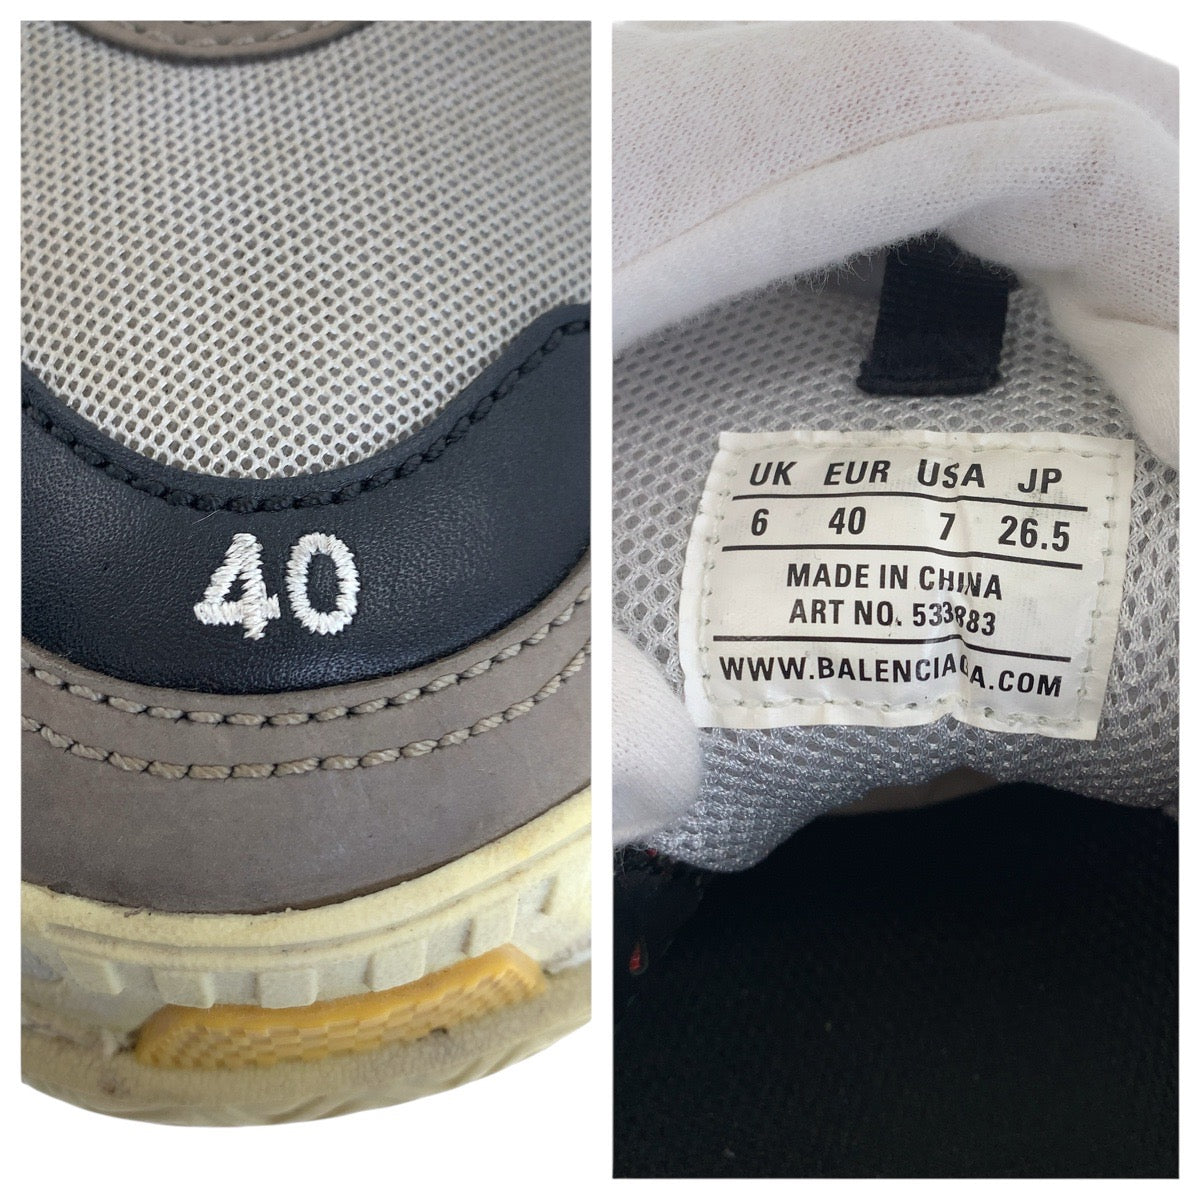 40
UK EUR USA JP
6 40 7 26.5
MADE IN CHINA
ART NO. 533883
WWW.BALENCIAGA.COM